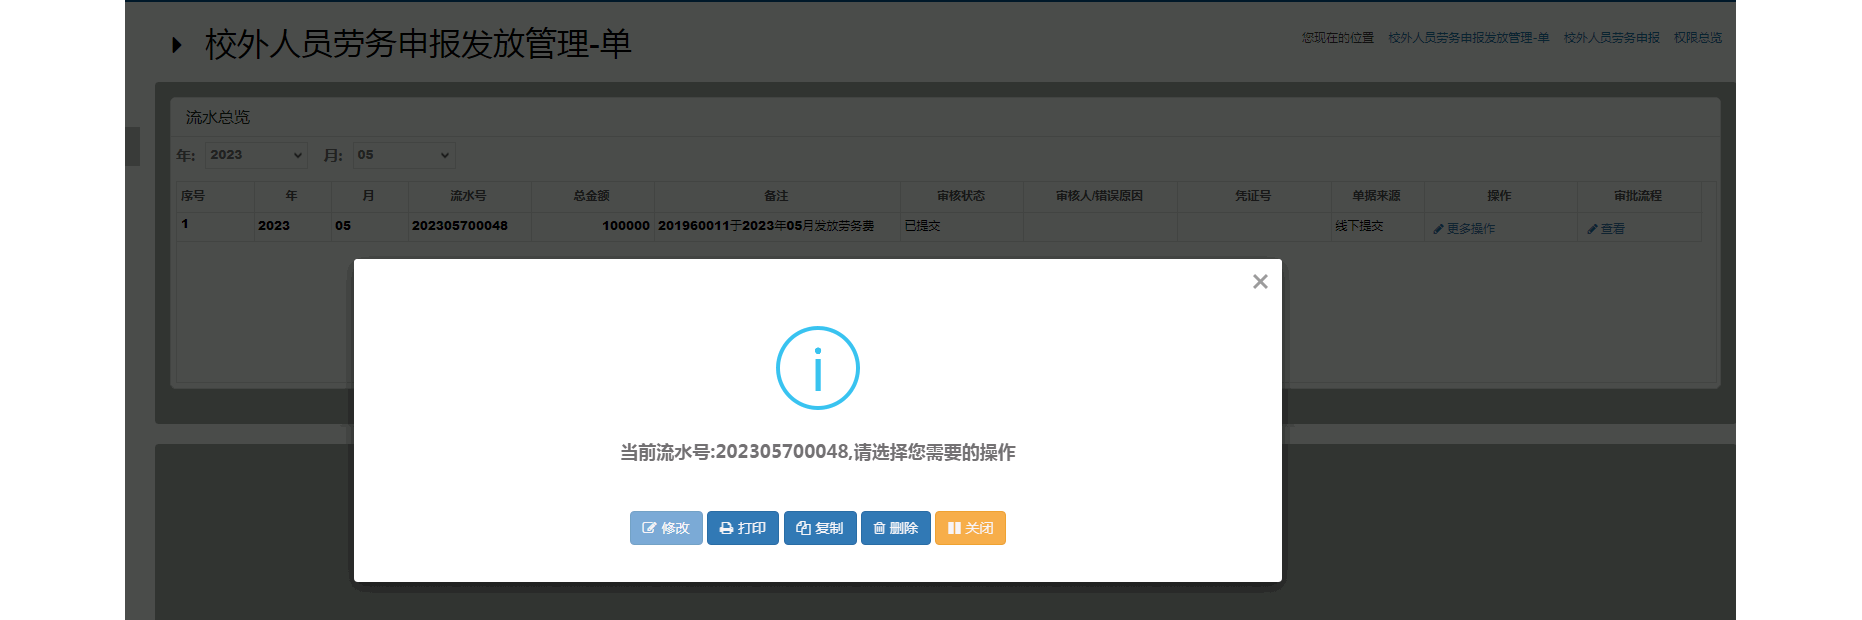 校外人员劳务申报发放管理-单
您现在的位置 校外人员劳务申报发放管理-单 校外人员劳务申报 权限总览
流水总览
年: 2023 月: 05
序号 年 月 流水号 总金额 备注 审核状态 审核人/错误原因 凭证号 单据来源 操作 审批流程
1 2023 05 202305700048 100000 201960011于2023年05月发放劳务费 已提交 线下提交 更多操作 查看
×
i
当前流水号:202305700048,请选择您需要的操作
修改 打印 复制 删除 关闭